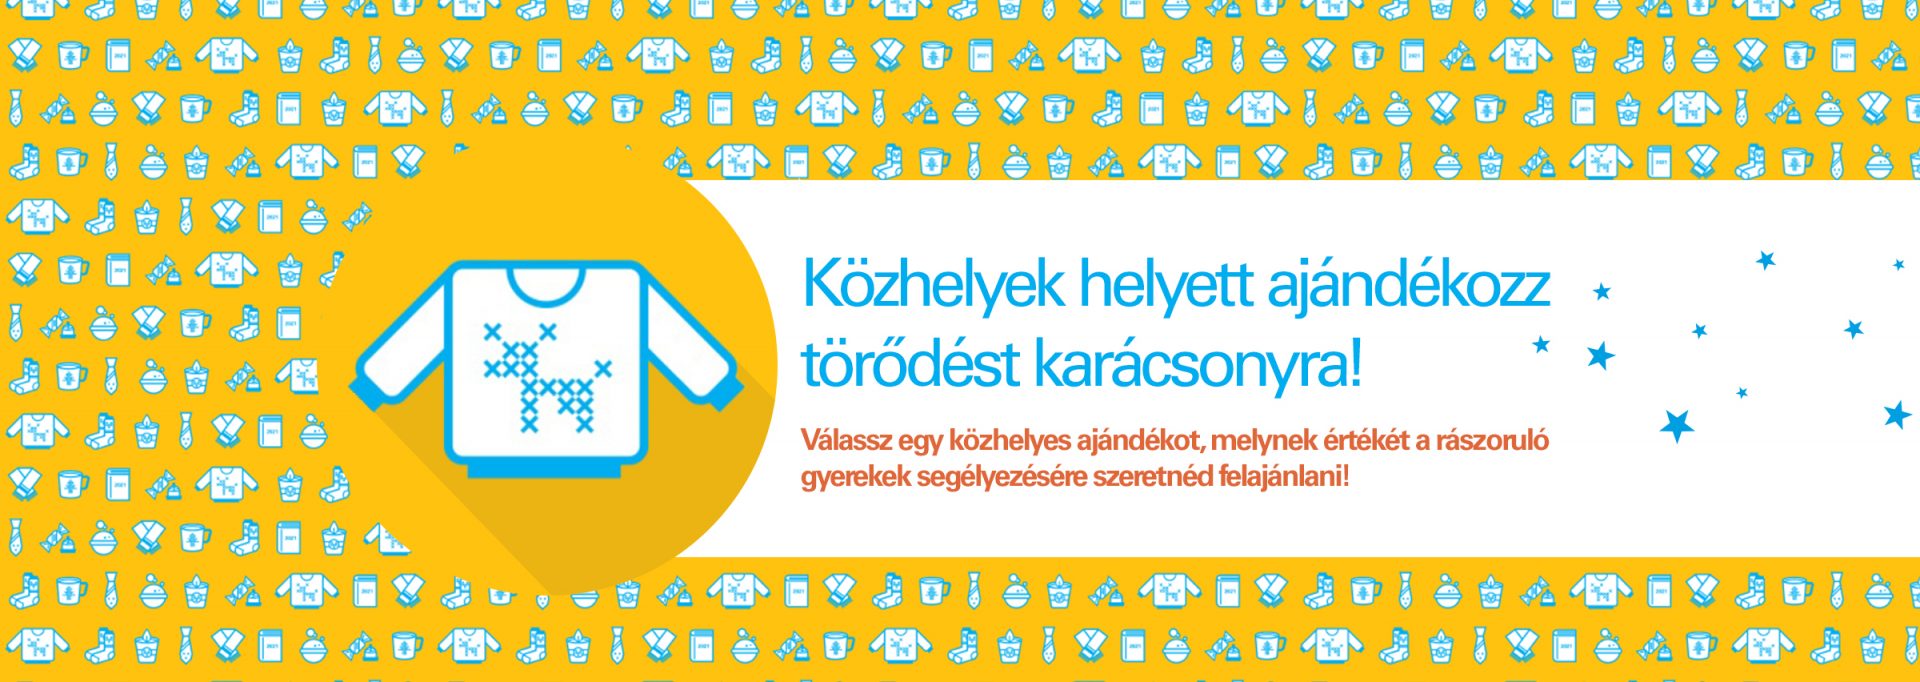 Közhelyek helyett ajándékozz
törődést karácsonyra!
Válassz egy közhelyes ajándékot, melynek értékét a rászoruló
gyerekek segélyezésére szeretnéd felajánlani!